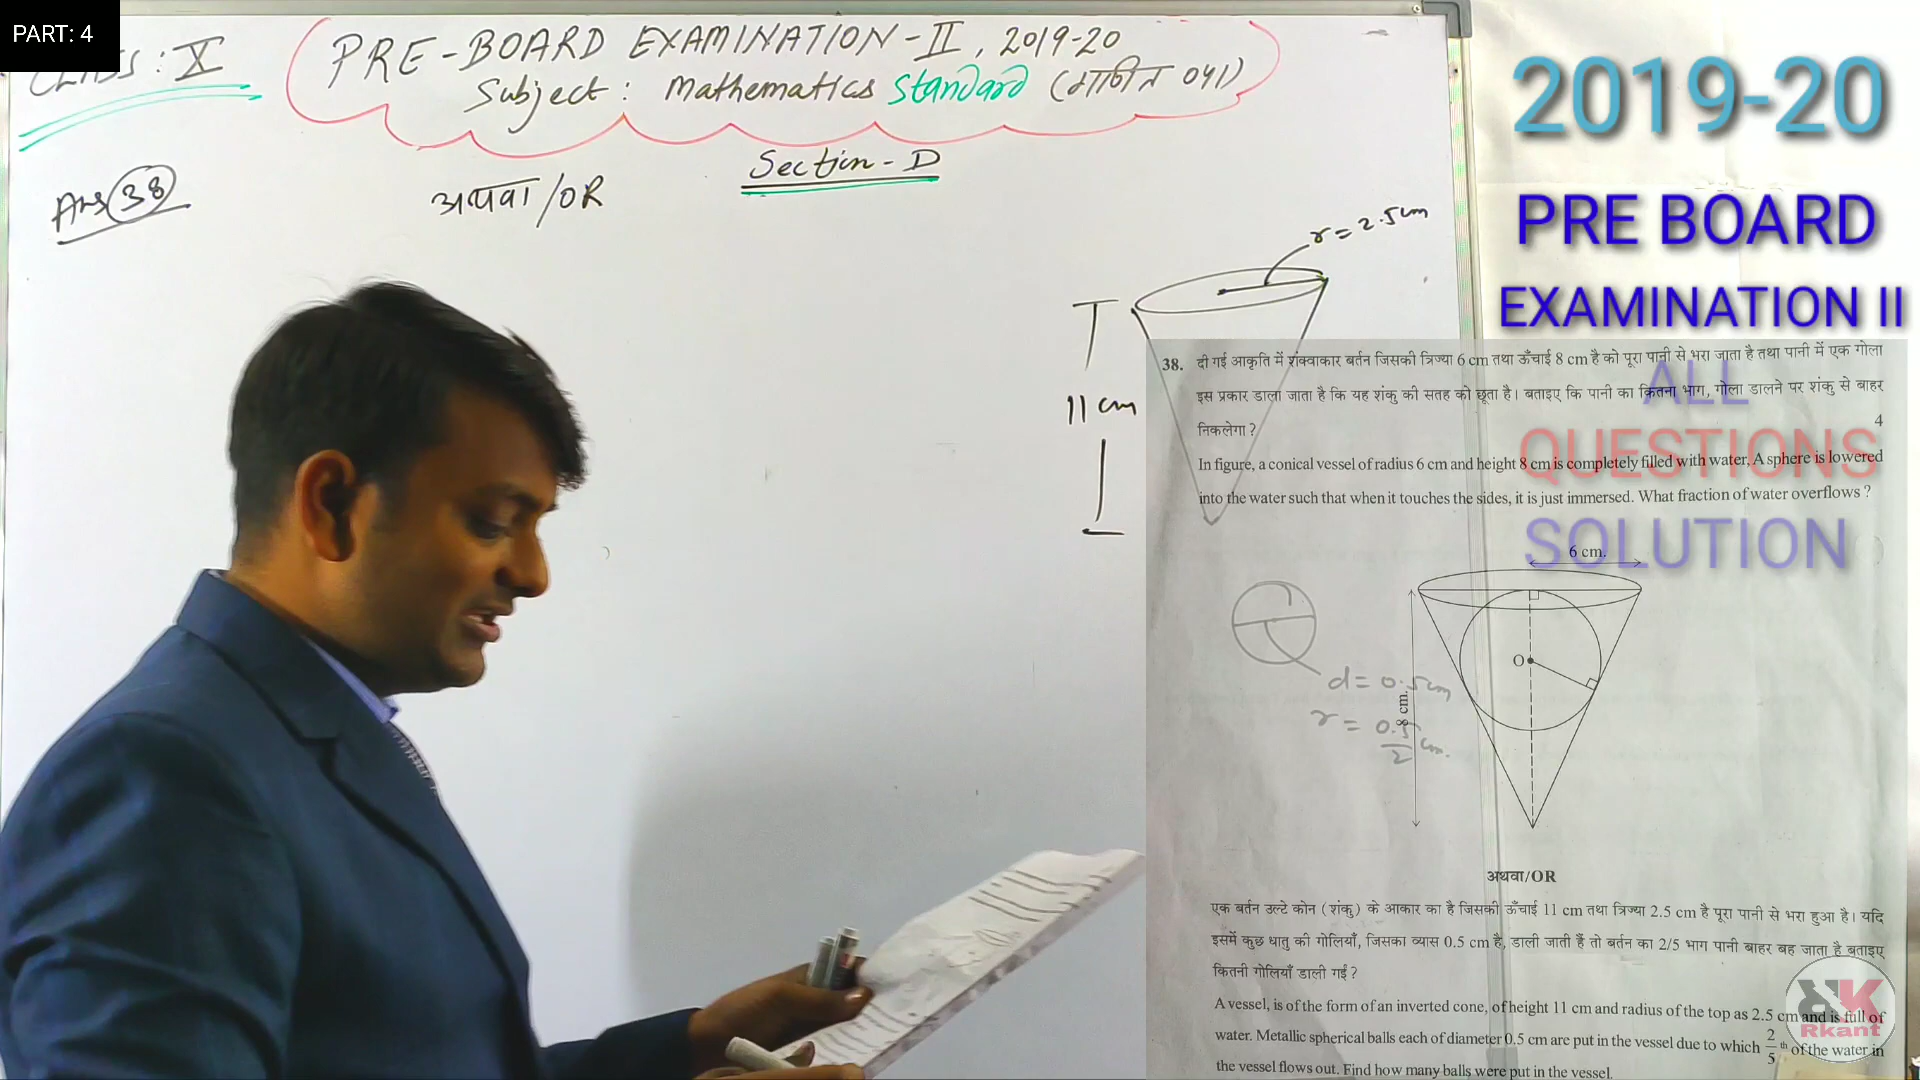 PART: 4
CLASS: X
PRE-BOARD EXAMINATION-II, 2019-20
Subject: Mathematics Standard (गणित 041)
Section-D
Ans 38
अथवा/OR
r = 2.5 cm
11 cm
d = 0.5 cm
r = 0.5/2 cm.
2019-20
PRE BOARD
EXAMINATION II
ALL
QUESTIONS
SOLUTION
38. दी गई आकृति में शंक्वाकार बर्तन जिसकी त्रिज्या 6 cm तथा ऊँचाई 8 cm है को पूरा पानी से भरा जाता है तथा पानी में एक गोला
इस प्रकार डाला जाता है कि यह शंकु की सतह को छूता है। बताइए कि पानी का कितना भाग, गोला डालने पर शंकु से बाहर
निकलेगा ?
4
In figure, a conical vessel of radius 6 cm and height 8 cm is completely filled with water. A sphere is lowered
into the water such that when it touches the sides, it is just immersed. What fraction of water overflows ?
6 cm.
O
8 cm.
अथवा/OR
एक बर्तन उल्टे कोन (शंकु) के आकार का है जिसकी ऊँचाई 11 cm तथा त्रिज्या 2.5 cm है पूरा पानी से भरा हुआ है। यदि
इसमें कुछ धातु की गोलियाँ, जिसका व्यास 0.5 cm है, डाली जाती हैं तो बर्तन का 2/5 भाग पानी बाहर बह जाता है बताइए
कितनी गोलियाँ डाली गईं ?
A vessel, is of the form of an inverted cone, of height 11 cm and radius of the top as 2.5 cm and is full of
water. Metallic spherical balls each of diameter 0.5 cm are put in the vessel due to which 2/5 th of the water in
the vessel flows out. Find how many balls were put in the vessel.
RK
Rkant